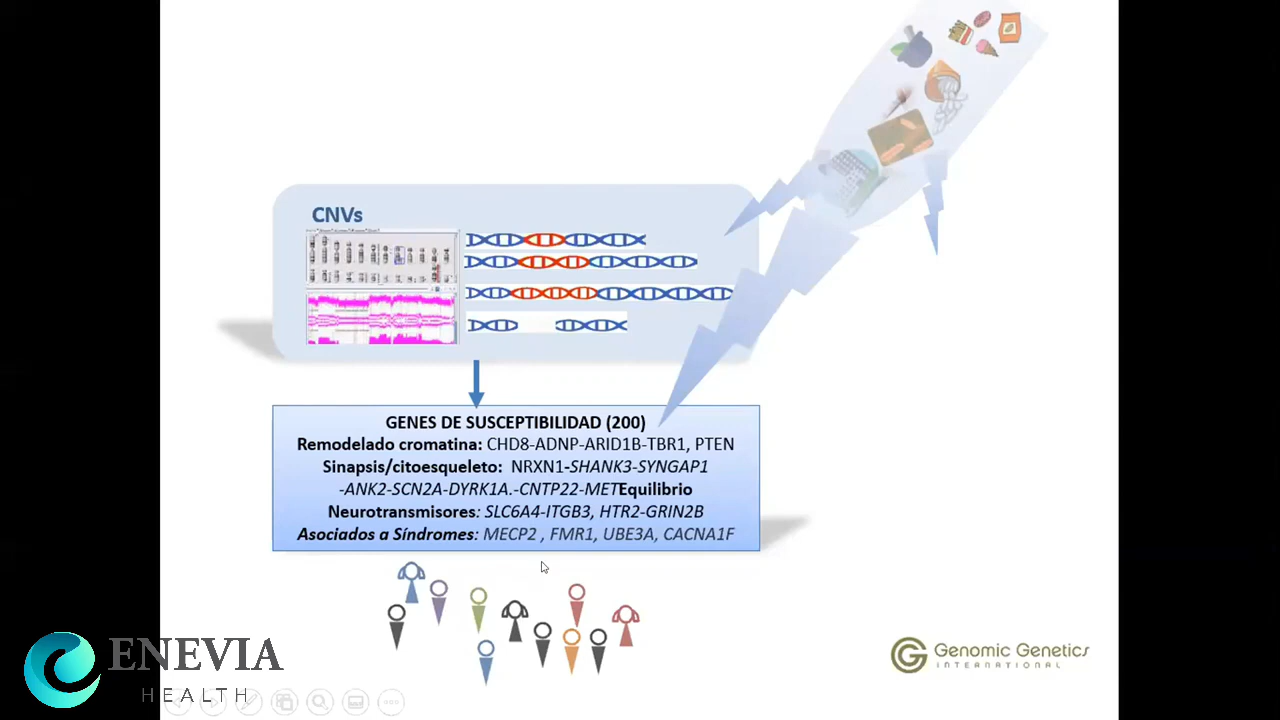 CNVs
GENES DE SUSCEPTIBILIDAD (200)
Remodelado cromatina: CHD8-ADNP-ARID1B-TBR1, PTEN
Sinapsis/citoesqueleto: NRXN1-SHANK3-SYNGAP1
-ANK2-SCN2A-DYRK1A.-CNTP22-METEquilibrio
Neurotransmisores: SLC6A4-ITGB3, HTR2-GRIN2B
Asociados a Síndromes: MECP2 , FMR1, UBE3A, CACNA1F
ENEVIA
HEALTH
Genomic Genetics
INTERNATIONAL